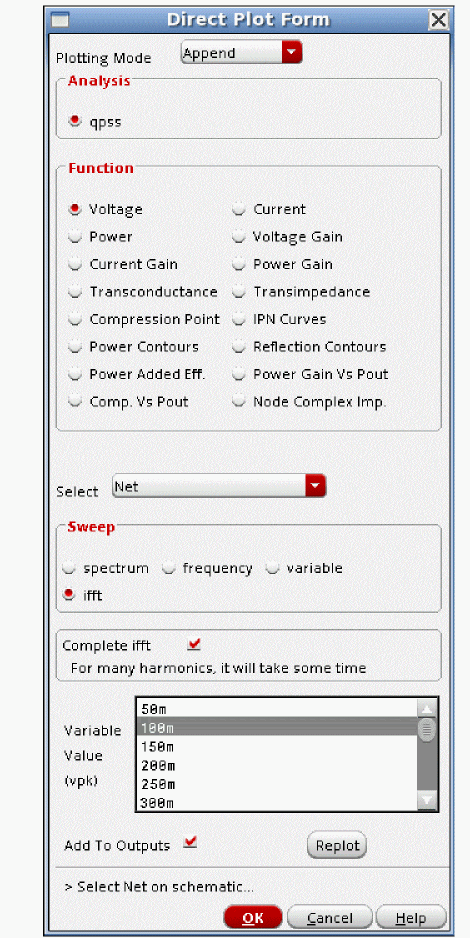 Direct Plot Form
Plotting Mode Append
Analysis
qpss
Function
Voltage Current
Power Voltage Gain
Current Gain Power Gain
Transconductance Transimpedance
Compression Point IPN Curves
Power Contours Reflection Contours
Power Added Eff. Power Gain Vs Pout
Comp. Vs Pout Node Complex Imp.
Select Net
Sweep
spectrum frequency variable
ifft
Complete ifft
For many harmonics, it will take some time
Variable
Value
(vpk)
50m
100m
150m
200m
250m
300m
Add To Outputs Replot
> Select Net on schematic...
OK Cancel Help